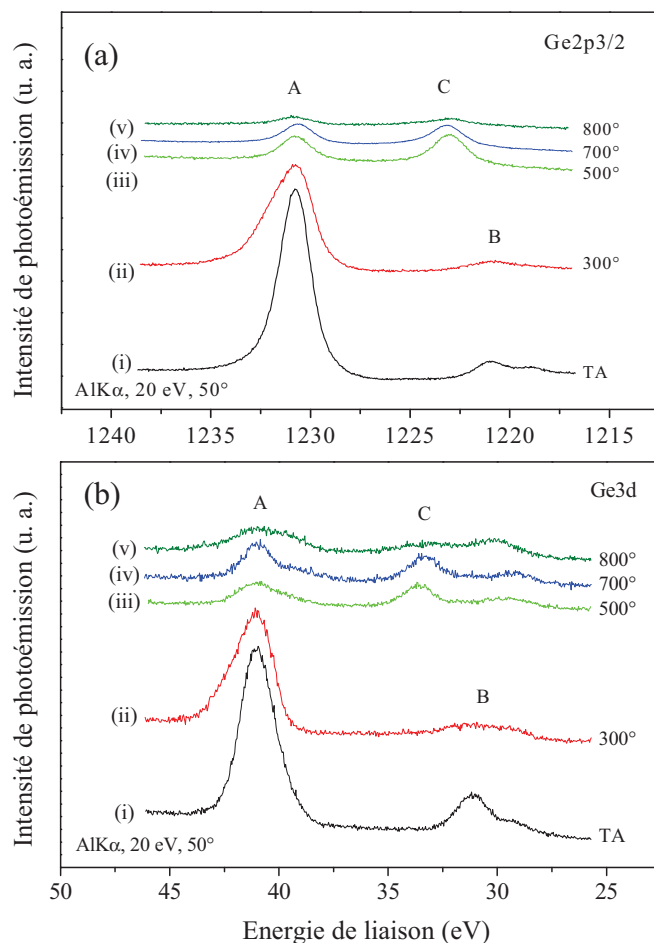 Intensité de photoémission (u. a.)
(a)
Ge2p3/2
A
C
(v)
800°
(iv)
700°
(iii)
500°
B
(ii)
300°
(i)
TA
AlKα, 20 eV, 50°
1240 1235 1230 1225 1220 1215
Intensité de photoémission (u. a.)
(b)
Ge3d
A
C
(v)
800°
(iv)
700°
(iii)
500°
B
(ii)
300°
(i)
TA
AlKα, 20 eV, 50°
50 45 40 35 30 25
Energie de liaison (eV)